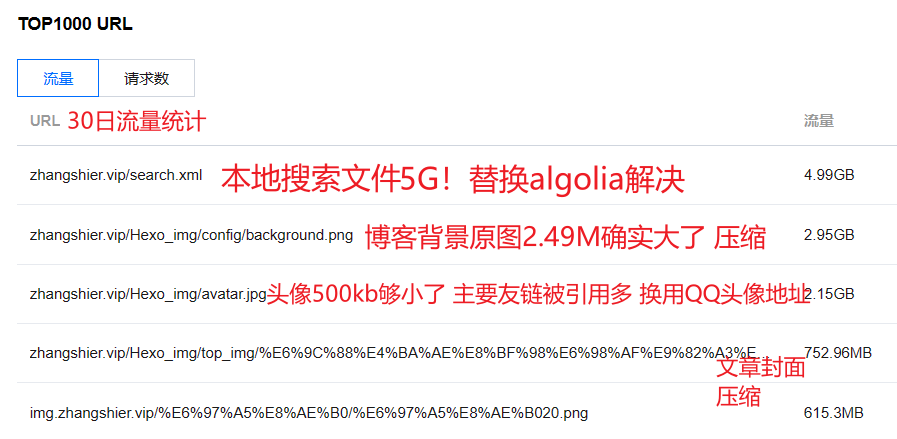 TOP1000 URL
流量 请求数
URL 30日流量统计 流量
zhangshier.vip/search.xml 本地搜索文件5G！替换algolia解决 4.99GB
zhangshier.vip/Hexo_img/config/background.png 博客背景原图2.49M确实大了 压缩 2.95GB
zhangshier.vip/Hexo_img/avatar.jpg头像500kb够小了 主要友链被引用多 换用QQ头像地址 2.15GB
zhangshier.vip/Hexo_img/top_img/%E6%9C%88%E4%BA%AE%E8%BF%98%E6%98%AF%E9%82%A3%E... 752.96MB
文章封面
压缩
img.zhangshier.vip/%E6%97%A5%E8%AE%B0/%E6%97%A5%E8%AE%B020.png 615.3MB